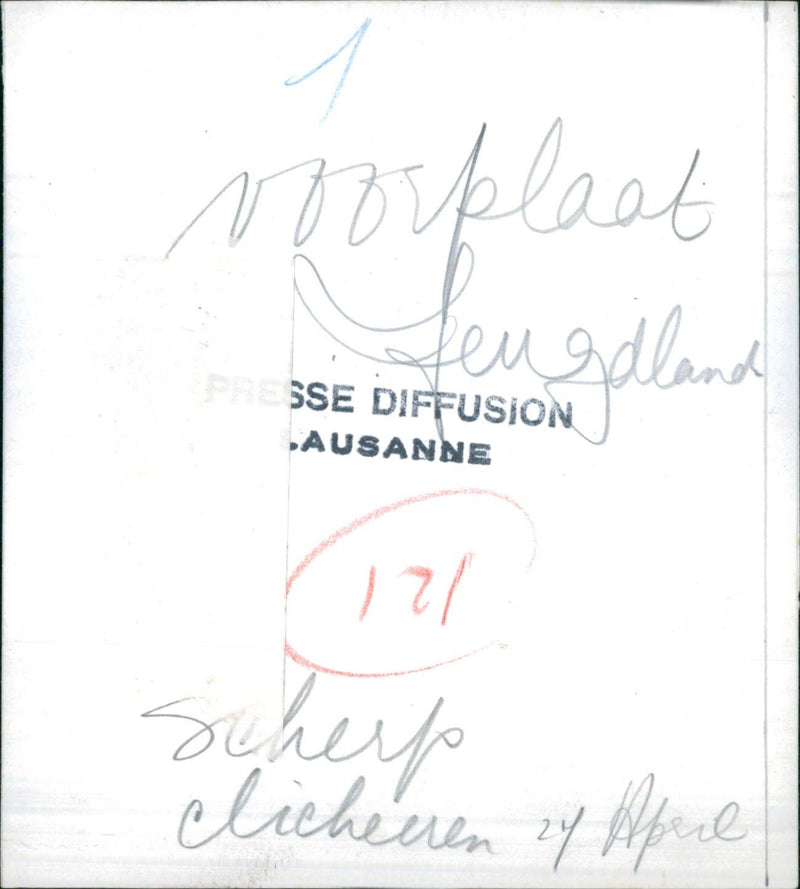 1
voorplaat
Jeugdland
PRESSE DIFFUSION
LAUSANNE
121
scherp
clicheeren 24 April